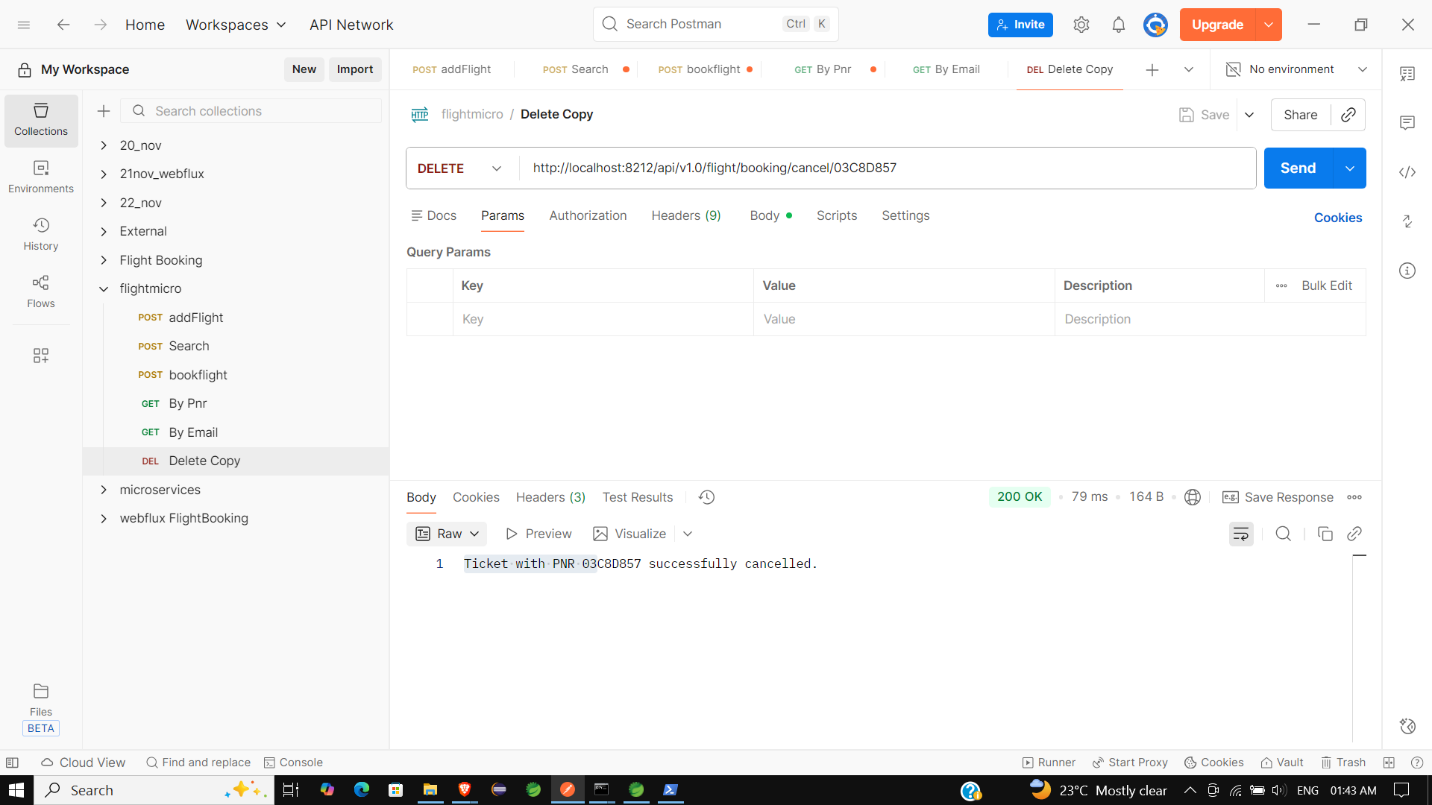 Home Workspaces API Network Search Postman Ctrl K Invite Upgrade
My Workspace New Import
POST addFlight POST Search POST bookflight GET By Pnr GET By Email DEL Delete Copy No environment
Collections
Environments
History
Flows
Files
BETA
Search collections
20_nov
21nov_webflux
22_nov
External
Flight Booking
flightmicro
POST addFlight
POST Search
POST bookflight
GET By Pnr
GET By Email
DEL Delete Copy
microservices
webflux FlightBooking
HTTP flightmicro / Delete Copy Save Share
DELETE http://localhost:8212/api/v1.0/flight/booking/cancel/03C8D857 Send
Docs Params Authorization Headers (9) Body Scripts Settings Cookies
Query Params
Key Value Description Bulk Edit
Key Value Description
Body Cookies Headers (3) Test Results 200 OK 79 ms 164 B e.g. Save Response
Raw Preview Visualize
1 Ticket with PNR 03C8D857 successfully cancelled.
Cloud View Find and replace Console Runner Start Proxy Cookies Vault Trash
Search 23°C Mostly clear ENG 01:43 AM